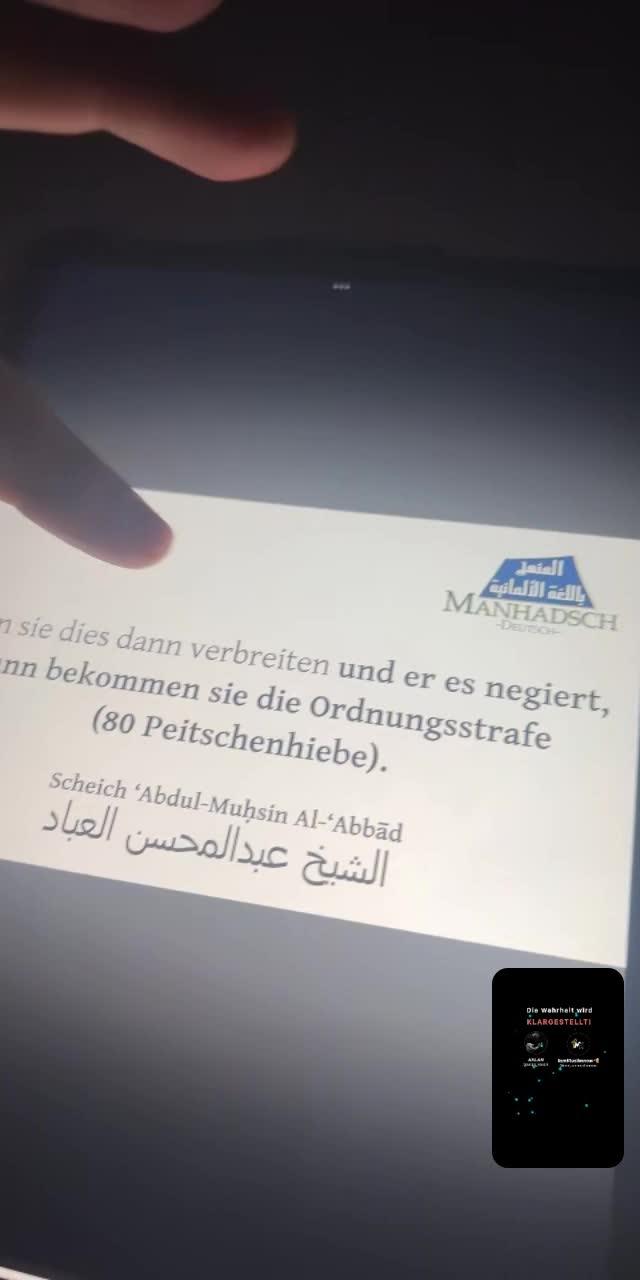 المنهج
باللغة الألمانية
MANHADSCH
-DEUTSCH-
n sie dies dann verbreiten und er es negiert,
nn bekommen sie die Ordnungsstrafe
(80 Peitschenhiebe).
Scheich ‘Abdul-Muḥsin Al-‘Abbād
الشيخ عبدالمحسن العباد
Die Wahrheit wird
KLARGESTELLT!